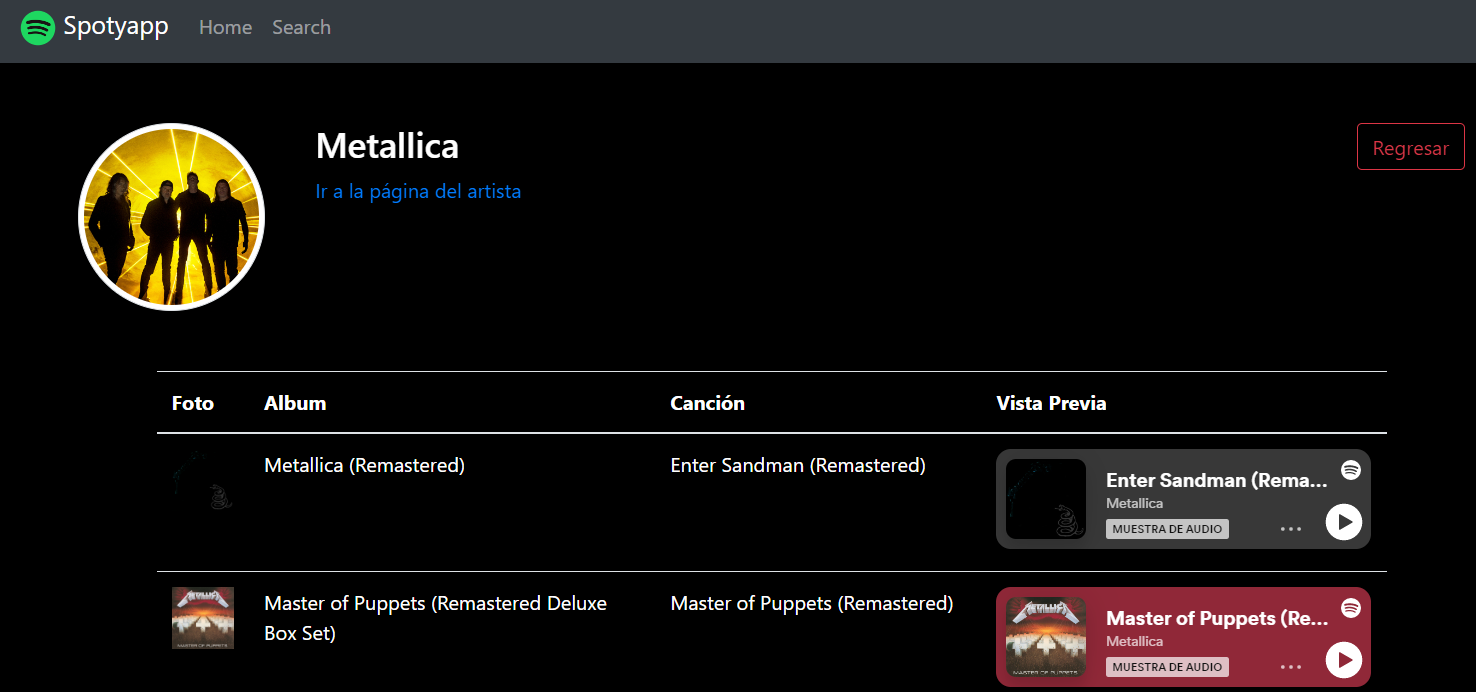 Spotyapp Home Search
Metallica
Regresar
Ir a la página del artista
Foto Album Canción Vista Previa
Metallica (Remastered) Enter Sandman (Remastered)
Enter Sandman (Rema...
Metallica
MUESTRA DE AUDIO
Master of Puppets (Remastered Deluxe
Box Set)
Master of Puppets (Remastered)
METALLICA
MASTER OF PUPPETS
Master of Puppets (Re...
Metallica
MUESTRA DE AUDIO
METALLICA
MASTER OF PUPPETS